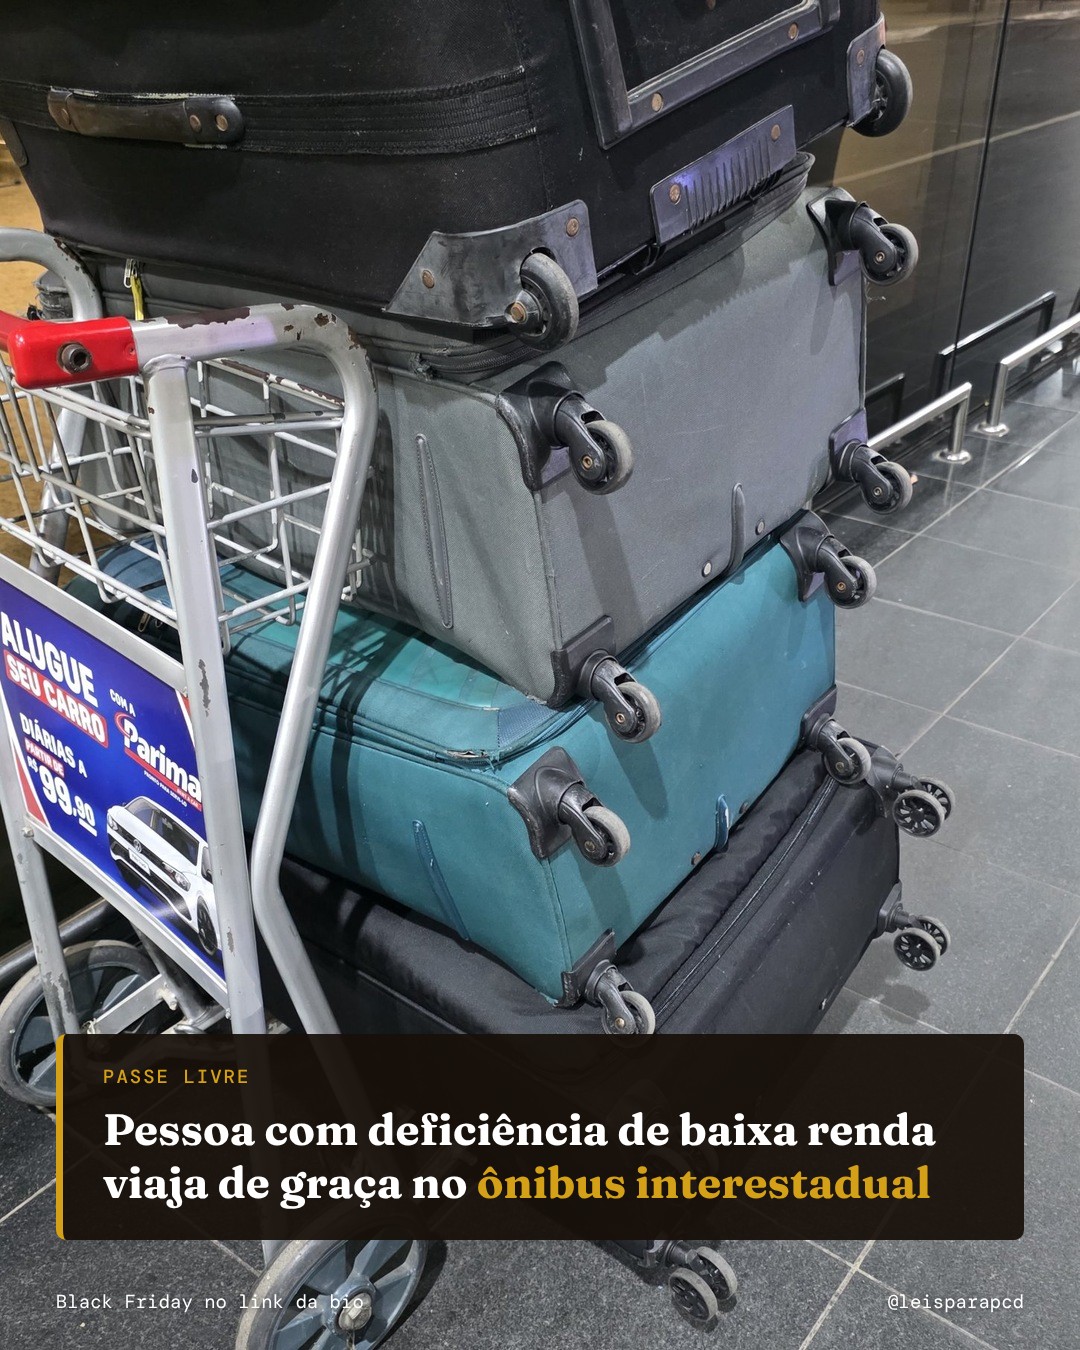 ALUGUE
SEU CARRO
COM A
Parima
DIÁRIAS A
PARTIR DE
R$ 99,90
PASSE LIVRE
Pessoa com deficiência de baixa renda
viaja de graça no ônibus interestadual
Black Friday no link da bio
@leisparapcd